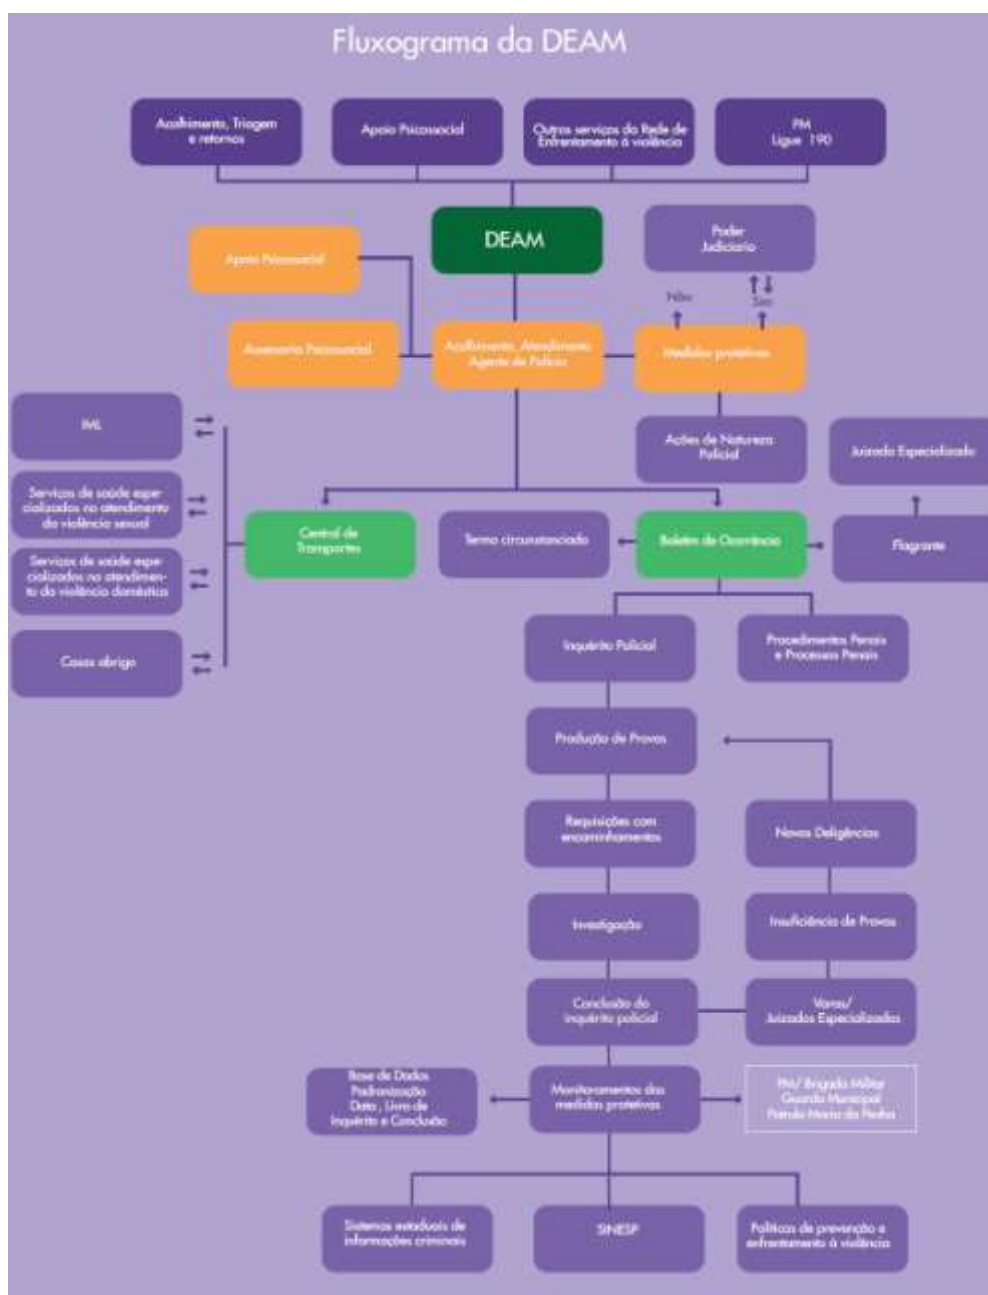 Fluxograma da DEAM
Acolhimento, Triagem
e retornos
Apoio Psicossocial
Outros serviços da Rede de
Enfrentamento à violência
PM
Ligue 190
DEAM
Poder
Judiciario
Apoio Psicossocial
Não
Sim
Assessoria Psicossocial
Acolhimento, Atendimento
Agente de Polícia
Medidas protetivas
IML
Ações de Natureza
Policial
Juizado Especializado
Serviços de saúde espe-
cializados no atendimento
da violência sexual
Central de
Transportes
Termo circunstanciado
Boletim de Ocorrência
Flagrante
Serviços de saúde espe-
cializados no atendimen-
to da violência doméstica
Casas abrigo
Inquérito Policial
Procedimentos Penais
e Processos Penais
Produção de Provas
Requisições com
encaminhamentos
Novas Deligências
Investigação
Insuficiência de Provas
Conclusão do
inquérito policial
Varas/
Juizados Especializados
Base de Dados
Padronização
Data , Livro de
Inquérito e Conclusão
Monitoramentos das
medidas protetivas
PM/ Brigada Militar
Guarda Municipal
Patrulha Maria da Penha
Sistemas estaduais de
informações criminais
SINESP
Políticas de prevenção e
enfrentamento à violência